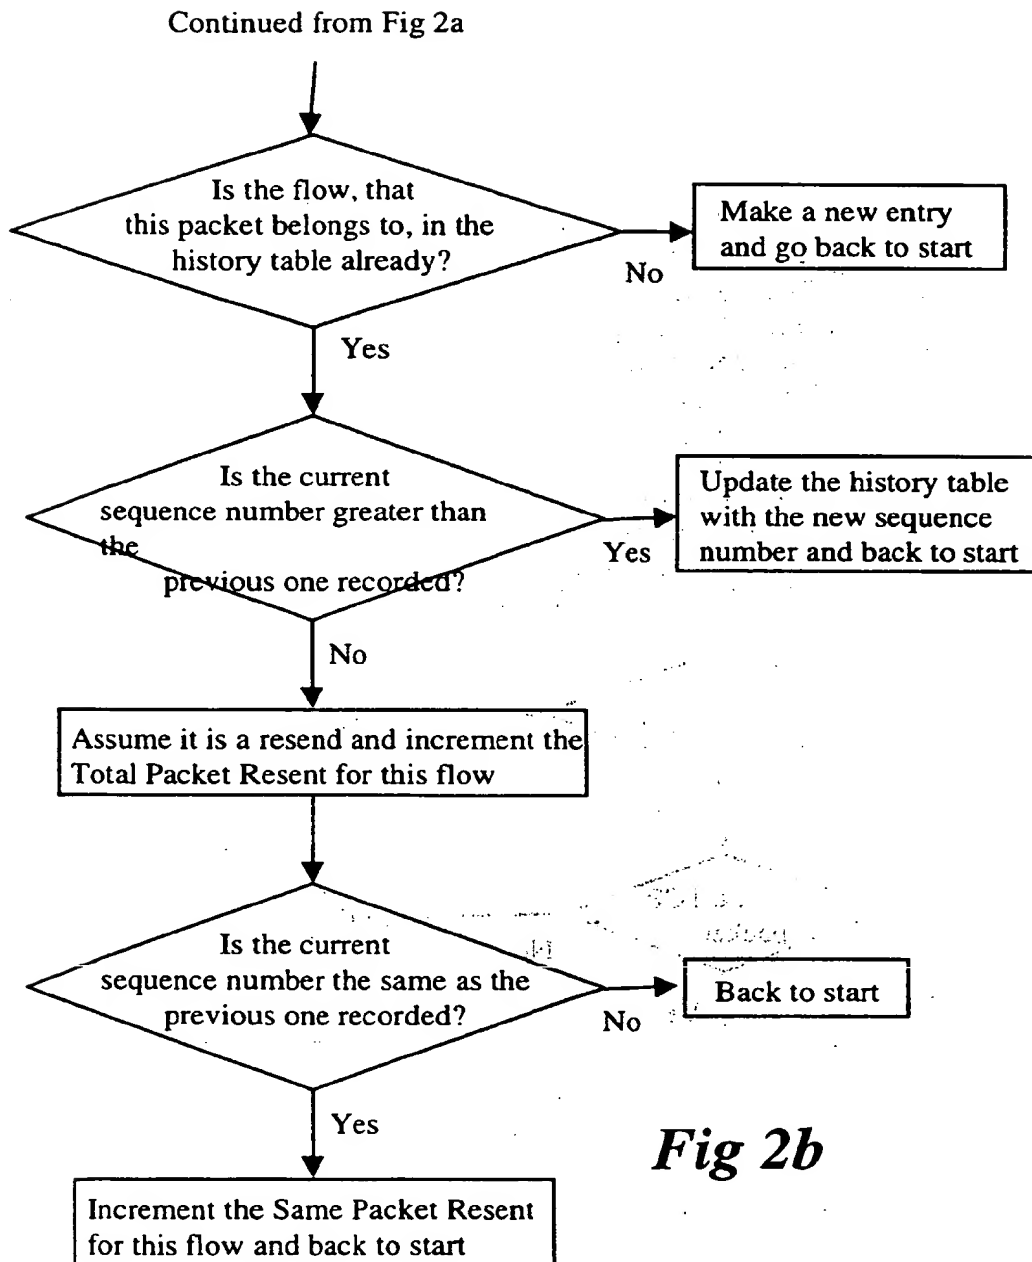 Continued from Fig 2a
Is the flow, that
this packet belongs to, in the
history table already?
No
Make a new entry
and go back to start
Yes
Is the current
sequence number greater than
the
previous one recorded?
Yes
Update the history table
with the new sequence
number and back to start
No
Assume it is a resend and increment the
Total Packet Resent for this flow
Is the current
sequence number the same as the
previous one recorded?
No
Back to start
Yes
Increment the Same Packet Resent
for this flow and back to start
Fig 2b